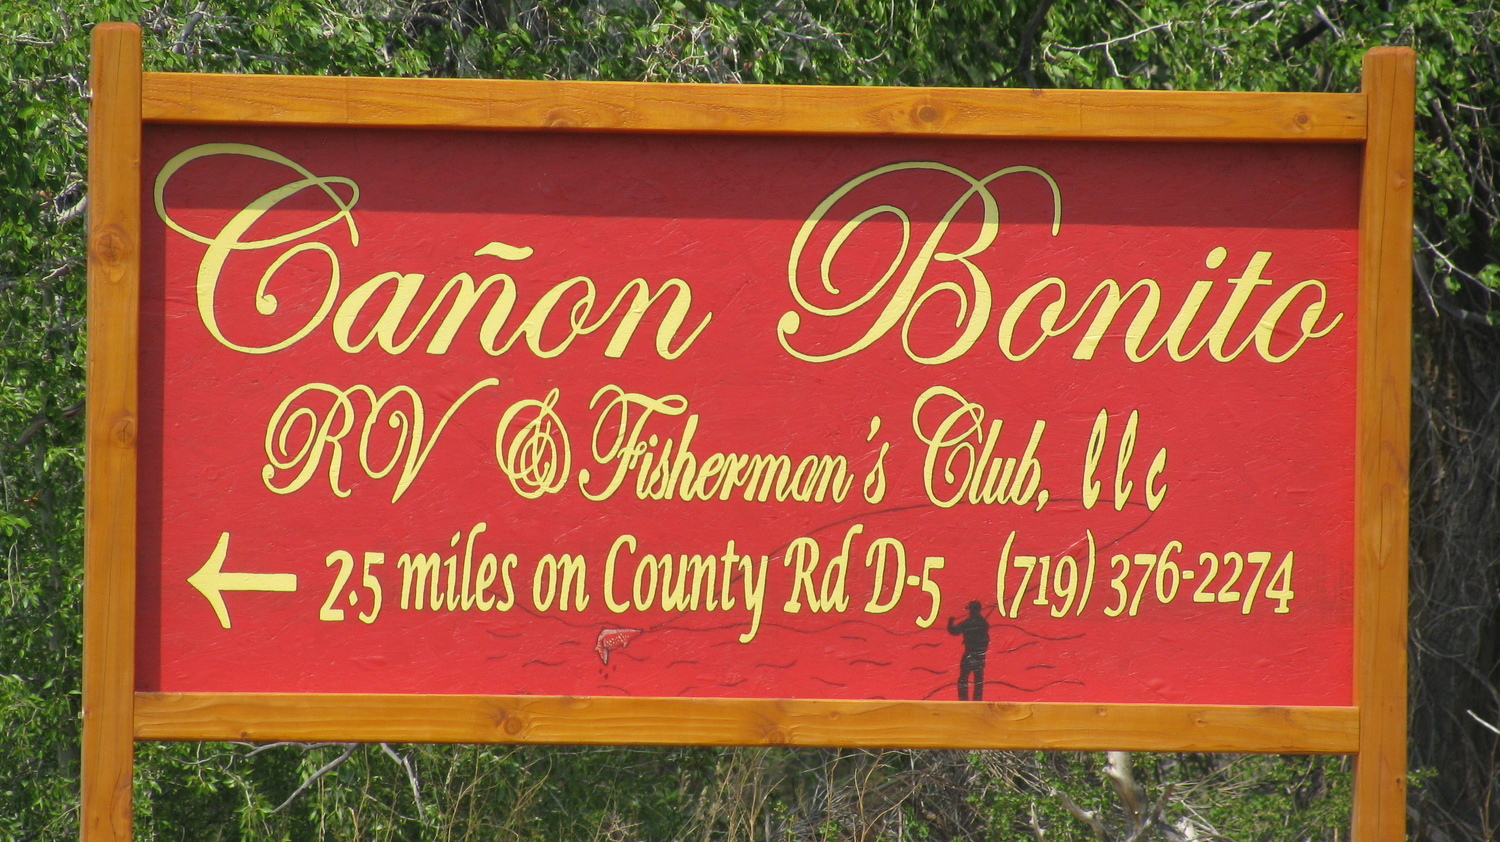 Cañon Bonito
RV & Fisherman's Club, llc
← 2.5 miles on County Rd D-5 (719) 376-2274